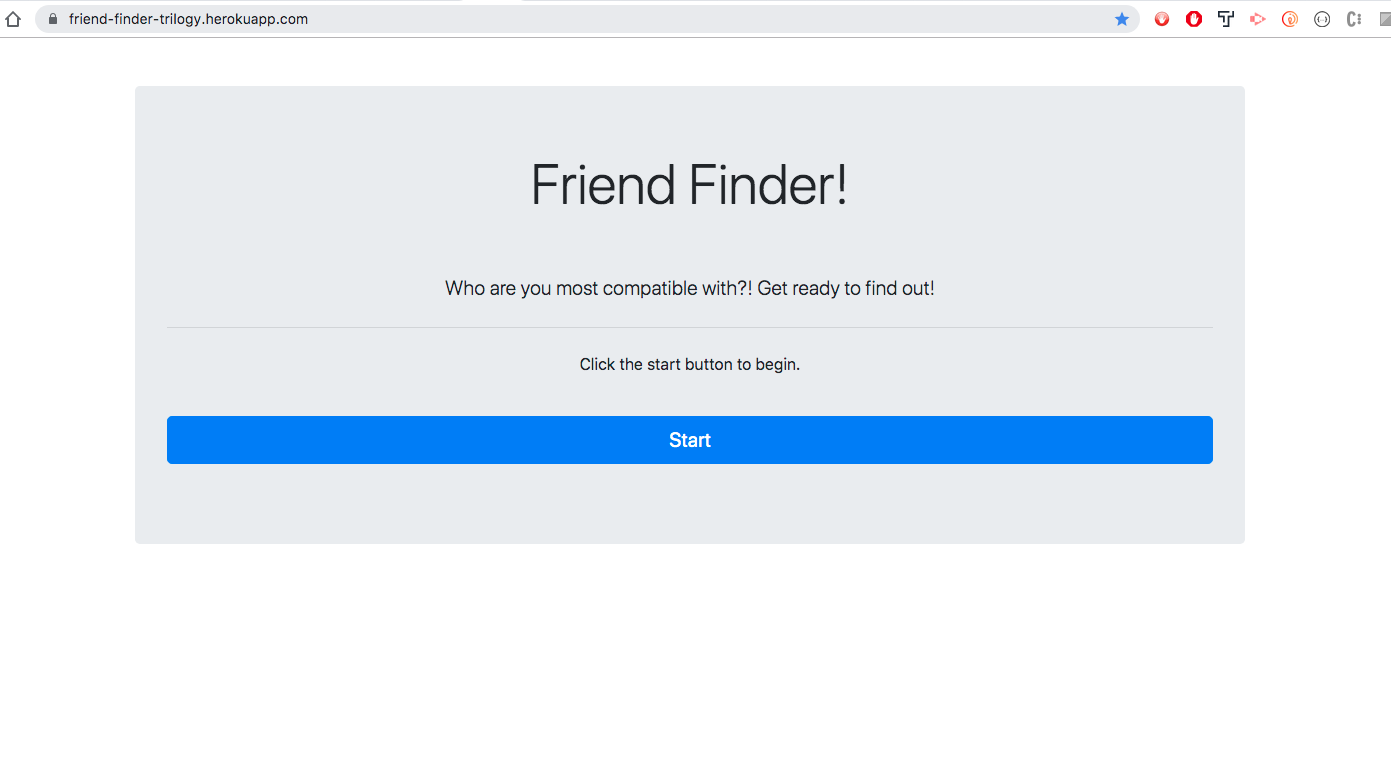 friend-finder-trilogy.herokuapp.com
Friend Finder!
Who are you most compatible with?! Get ready to find out!
Click the start button to begin.
Start